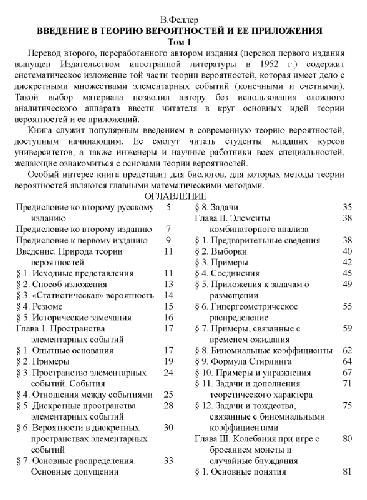 В.Феллер
ВВЕДЕНИЕ В ТЕОРИЮ ВЕРОЯТНОСТЕЙ И ЕЕ ПРИЛОЖЕНИЯ
Том 1
Перевод второго, переработанного автором издания (перевод первого издания
выпущен Издательством иностранной литературы в 1952 г.) содержит
систематическое изложение той части теории вероятностей, которая имеет дело с
дискретными множествами элементарных событий (конечными и счетными).
Такой выбор материала позволил автору без использования сложного
аналитического аппарата ввести читателя в круг основных идей теории
вероятностей и ее приложений.
Книга служит популярным введением в современную теорию вероятностей,
доступным начинающим. Ее смогут читать студенты младших курсов
университетов, а также инженеры и научные работники всех специальностей,
желающие ознакомиться с основами теории вероятностей.
Особый интерес книга представит для биологов, для которых методы теории
вероятностей являются главными математическими методами.
ОГЛАВЛЕНИЕ
Предисловие ко второму русскому 5
изданию
Предисловие ко второму изданию 7
Предисловие к первому изданию 9
Введение. Природа теории 11
вероятностей
§ 1. Исходные представления 11
§ 2. Способ изложения 13
§ 3. «Статистическая» вероятность 14
§ 4. Резюме 15
§ 5. Исторические замечания 16
Глава I. Пространства 17
элементарных событий
§ 1. Опытные основания 17
§ 2. Примеры 19
§ 3. Пространство элементарных 24
событий. События
§ 4. Отношения между событиями 25
§ 5. Дискретные пространства 28
элементарных событий
§ 6. Вероятности в дискретных 30
пространствах элементарных
событий
§ 7. Основные распределения. 33
Основные допущения
§ 8. Задачи 35
Глава II. Элементы 38
комбинаторного анализа
§ 1. Предварительные сведения 38
§ 2. Выборки 40
§ 3. Примеры 42
§ 4. Соединения 45
§ 5. Приложения к задачам о 49
размещении
§ 6. Гипергеометрическое 55
распределение
§ 7. Примеры, связанные с 59
временем ожидания
§ 8. Биномиальные коэффициенты 62
§ 9. Формула Стирлинга 64
§ 10. Примеры и упражнения 67
§ 11. Задачи и дополнения 71
теоретического характера
§ 12. Задачи и тождества, 75
связанные с биномиальными
коэффициентами
Глава III. Колебания при игре с 80
бросанием монеты и
случайные блуждания
§ 1. Основные понятия 81